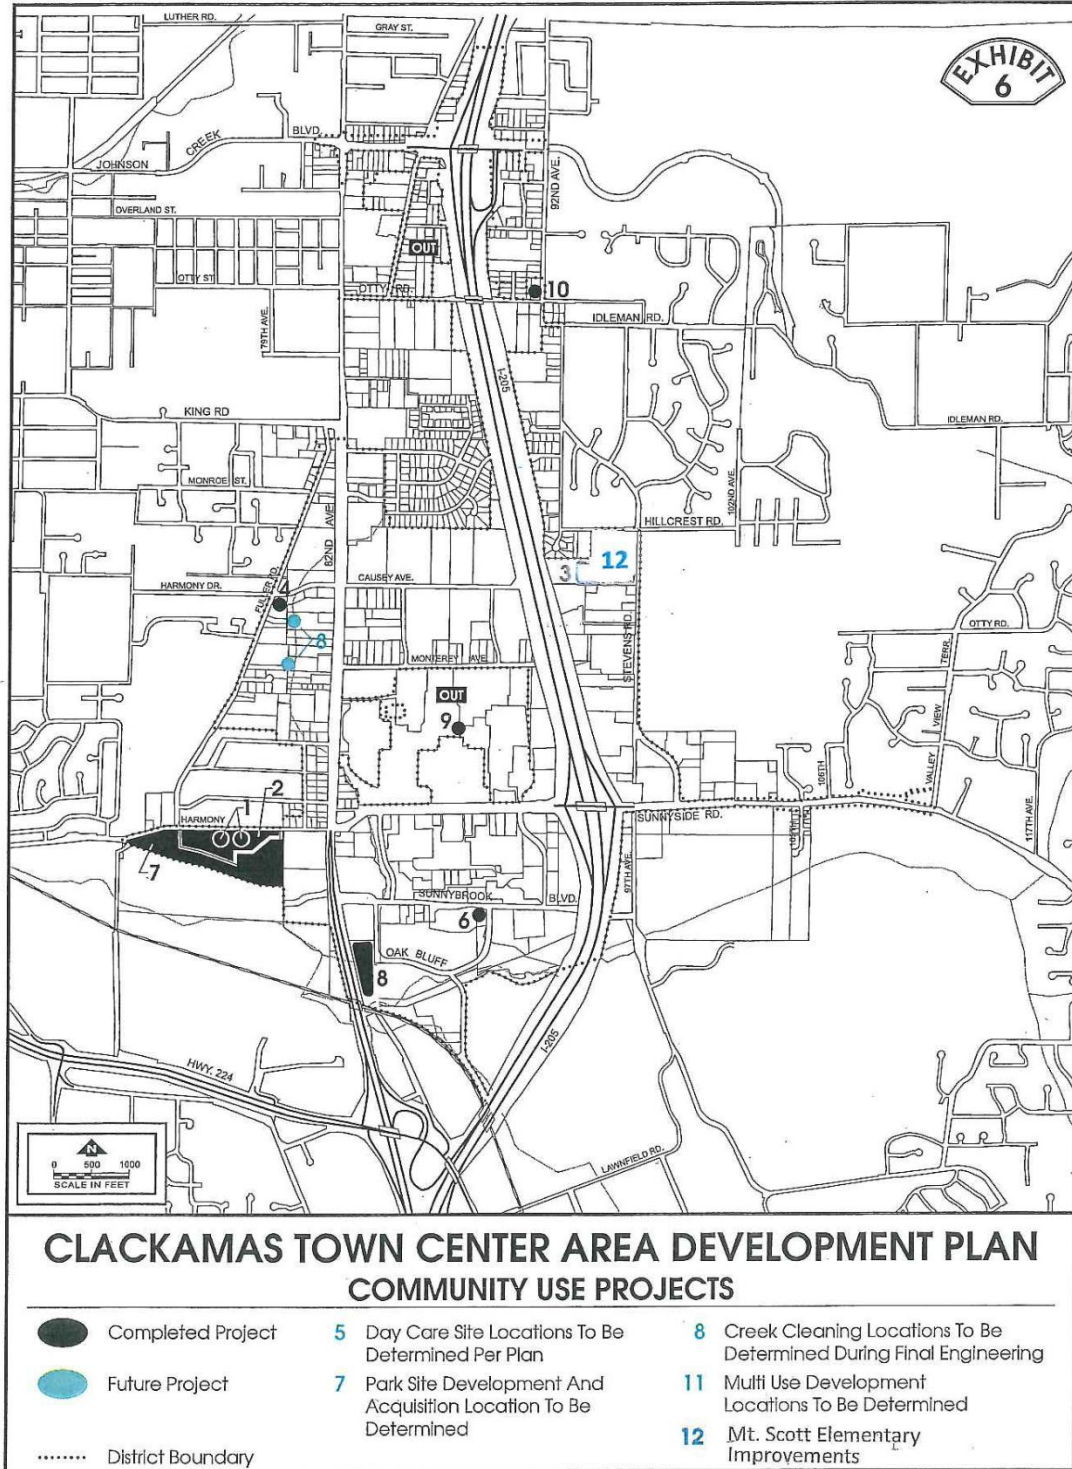 LUTHER RD.
GRAY ST.
EXHIBIT
6
JOHNSON
CREEK
BLVD.
92ND AVE.
OVERLAND ST.
OUT
OTTY ST
OTTY RD.
10
IDLEMAN RD.
79TH AVE.
I-205
KING RD
IDLEMAN RD.
MONROE ST.
102ND AVE.
82ND AVE
HILLCREST RD.
12
3
CAUSEY AVE.
HARMONY DR.
FULLER RD.
4
8
OTTY RD.
STEVENS RD.
MONTEREY AVE
TERR.
VIEW
VALLEY
OUT
9
106TH
117TH AVE.
2
1
HARMONY
SUNNYSIDE RD.
7
97TH AVE.
SUNNYBROOK
BLVD.
6
OAK BLUFF
8
I-205
HWY. 224
N
0 500 1000
SCALE IN FEET
LAWNFIELD RD.
CLACKAMAS TOWN CENTER AREA DEVELOPMENT PLAN
COMMUNITY USE PROJECTS
Completed Project
Future Project
District Boundary
5 Day Care Site Locations To Be
Determined Per Plan
7 Park Site Development And
Acquisition Location To Be
Determined
8 Creek Cleaning Locations To Be
Determined During Final Engineering
11 Multi Use Development
Locations To Be Determined
12 Mt. Scott Elementary
Improvements